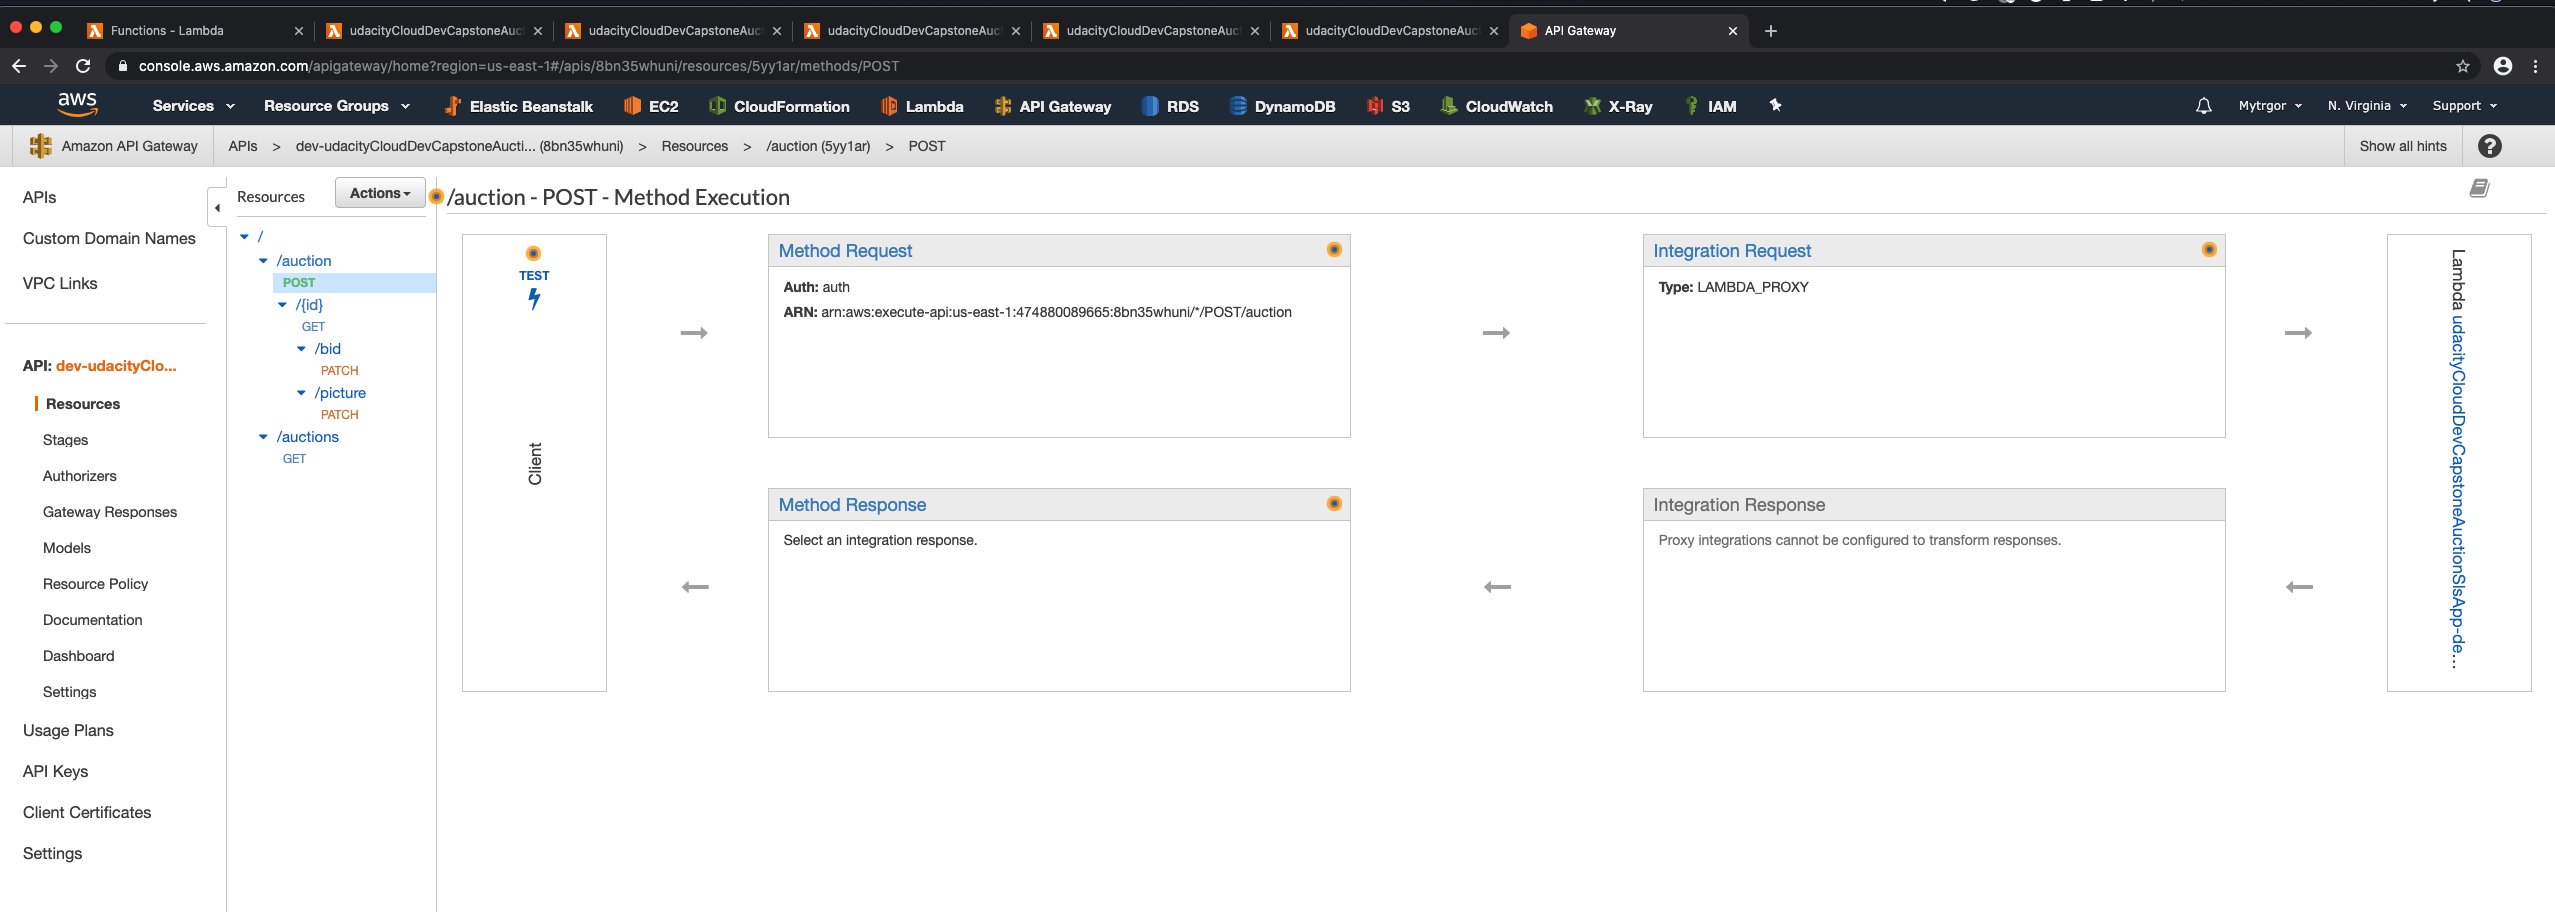 Functions - Lambda
udacityCloudDevCapstoneAuct
udacityCloudDevCapstoneAuct
udacityCloudDevCapstoneAuct
udacityCloudDevCapstoneAuct
udacityCloudDevCapstoneAuct
API Gateway
console.aws.amazon.com/apigateway/home?region=us-east-1#/apis/8bn35whuni/resources/5yy1ar/methods/POST
aws
Services
Resource Groups
Elastic Beanstalk
EC2
CloudFormation
Lambda
API Gateway
RDS
DynamoDB
S3
CloudWatch
X-Ray
IAM
Mytrgor
N. Virginia
Support
Amazon API Gateway
APIs > dev-udacityCloudDevCapstoneAucti... (8bn35whuni) > Resources > /auction (5yy1ar) > POST
Show all hints
?
APIs
Custom Domain Names
VPC Links
API: dev-udacityClo...
Resources
Stages
Authorizers
Gateway Responses
Models
Resource Policy
Documentation
Dashboard
Settings
Usage Plans
API Keys
Client Certificates
Settings
Resources
Actions
/
/auction
POST
/{id}
GET
/bid
PATCH
/picture
PATCH
/auctions
GET
/auction - POST - Method Execution
TEST
Client
Method Request
Auth: auth
ARN: arn:aws:execute-api:us-east-1:474880089665:8bn35whuni/*/POST/auction
Integration Request
Type: LAMBDA_PROXY
Method Response
Select an integration response.
Integration Response
Proxy integrations cannot be configured to transform responses.
Lambda udacityCloudDevCapstoneAuctionSlsApp-de...